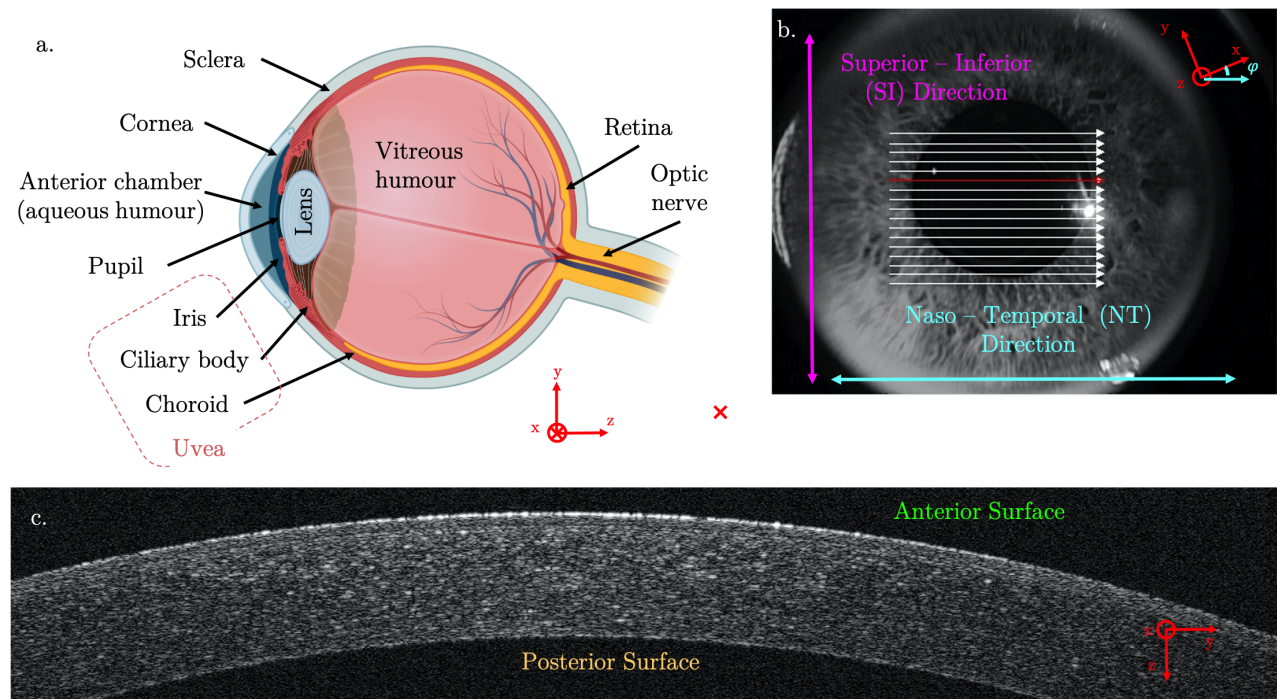 a.
Sclera
Cornea
Anterior chamber
(aqueous humour)
Pupil
Iris
Ciliary body
Choroid
Uvea
Lens
Vitreous
humour
Retina
Optic
nerve
y
x
z
b.
Superior – Inferior
(SI) Direction
y
x
z
φ
Naso – Temporal (NT)
Direction
c.
Anterior Surface
Posterior Surface
x
y
z